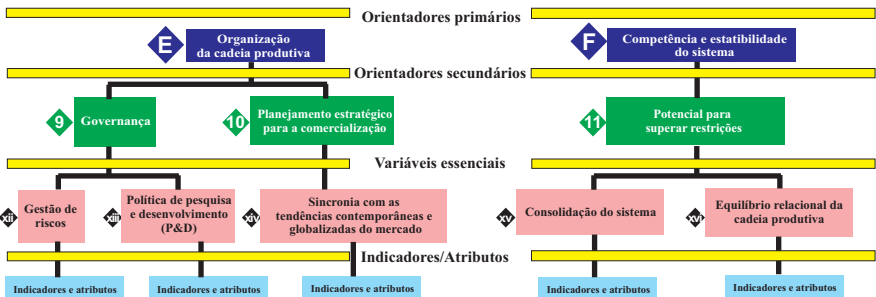 Orientadores primários
E
Organização
da cadeia produtiva
F
Competência e estatibilidade
do sistema
Orientadores secundários
9
Governança
10
Planejamento estratégico
para a comercialização
11
Potencial para
superar restrições
Variáveis essenciais
xii
Gestão de
riscos
xiii
Política de pesquisa
e desenvolvimento
(P&D)
xiv
Sincronia com as
tendências contemporâneas e
globalizadas do mercado
xv
Consolidação do sistema
xvi
Equilíbrio relacional da
cadeia produtiva
Indicadores/Atributos
Indicadores e atributos
Indicadores e atributos
Indicadores e atributos
Indicadores e atributos
Indicadores e atributos